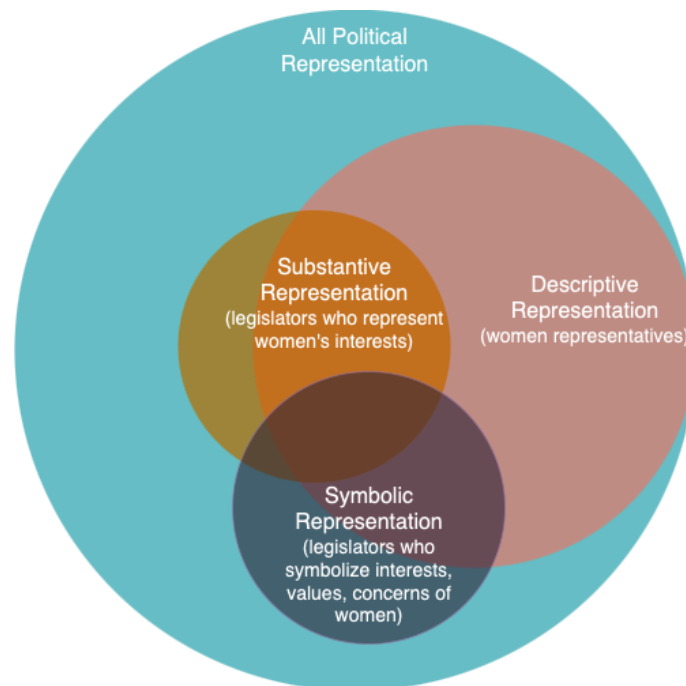 All Political
Representation
Substantive
Representation
(legislators who represent
women's interests)
Descriptive
Representation
(women representatives)
Symbolic
Representation
(legislators who
symbolize interests,
values, concerns of
women)